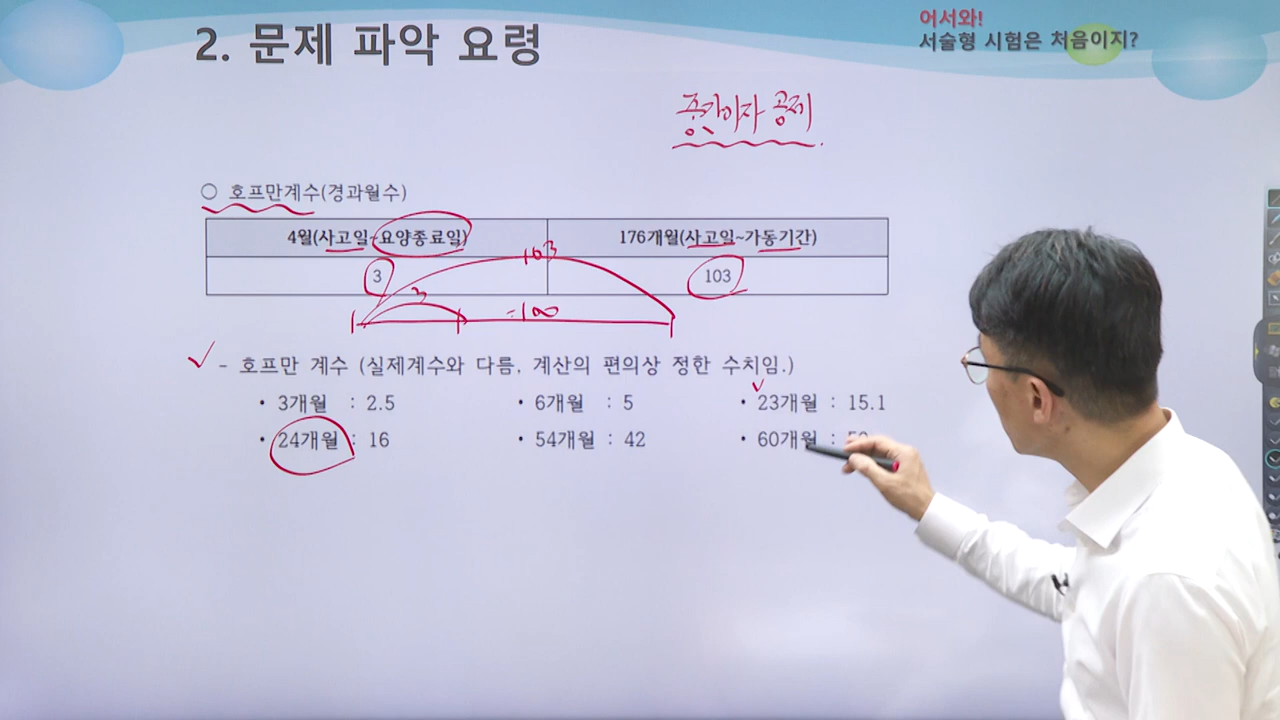 어서와!
서술형 시험은 처음이지?
2. 문제 파악 요령
중간이자 공제
○ 호프만계수(경과월수)
4월(사고일~요양종료일) 176개월(사고일~가동기간)
3 103
103
3
=100
- 호프만 계수 (실제계수와 다름, 계산의 편의상 정한 수치임.)
• 3개월 : 2.5 • 6개월 : 5 • 23개월 : 15.1
• 24개월 : 16 • 54개월 : 42 • 60개월 :